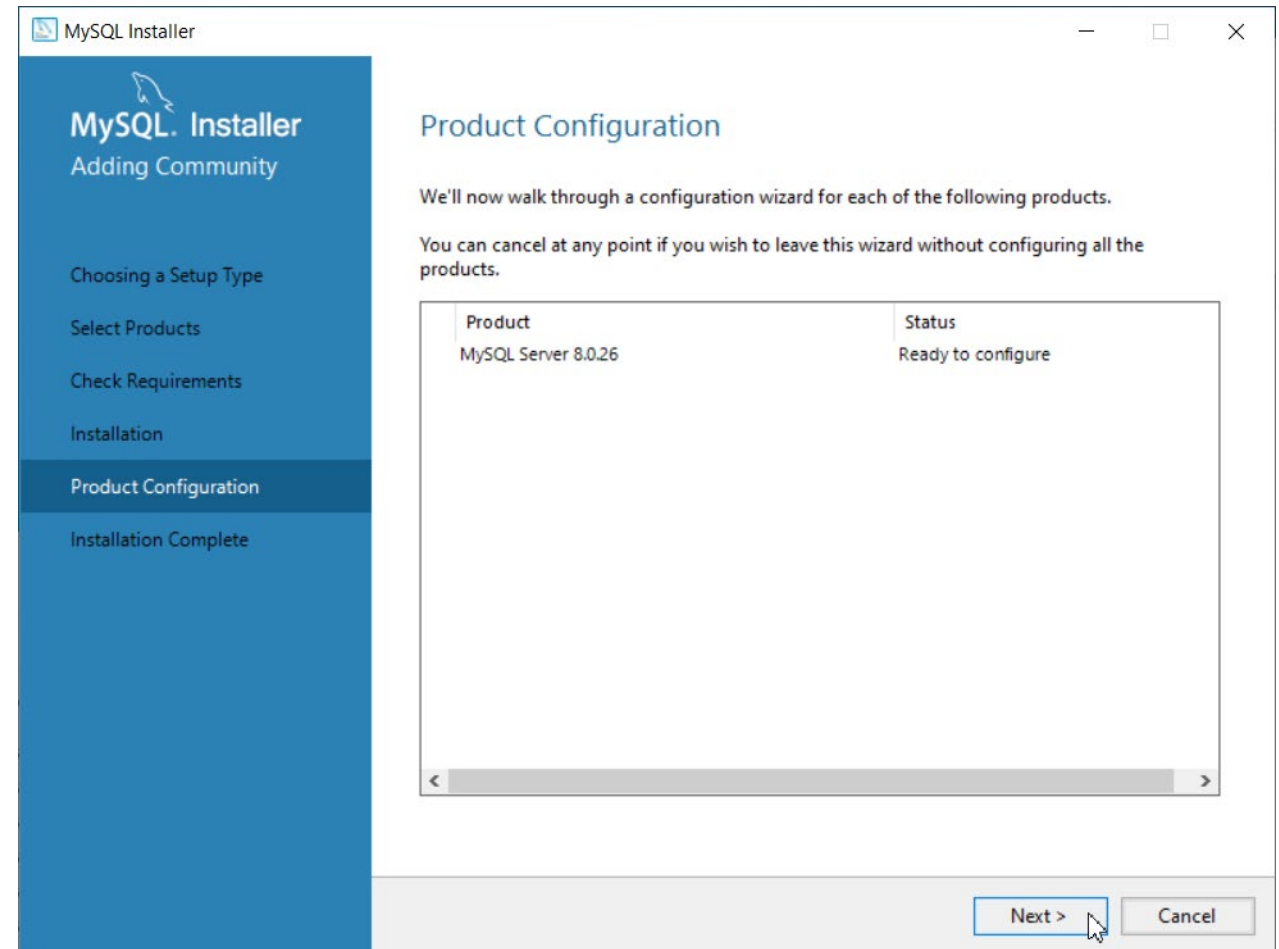 MySQL Installer
MySQL. Installer
Adding Community
Choosing a Setup Type
Select Products
Check Requirements
Installation
Product Configuration
Installation Complete
Product Configuration
We'll now walk through a configuration wizard for each of the following products.
You can cancel at any point if you wish to leave this wizard without configuring all the
products.
Product Status
MySQL Server 8.0.26 Ready to configure
Next > Cancel